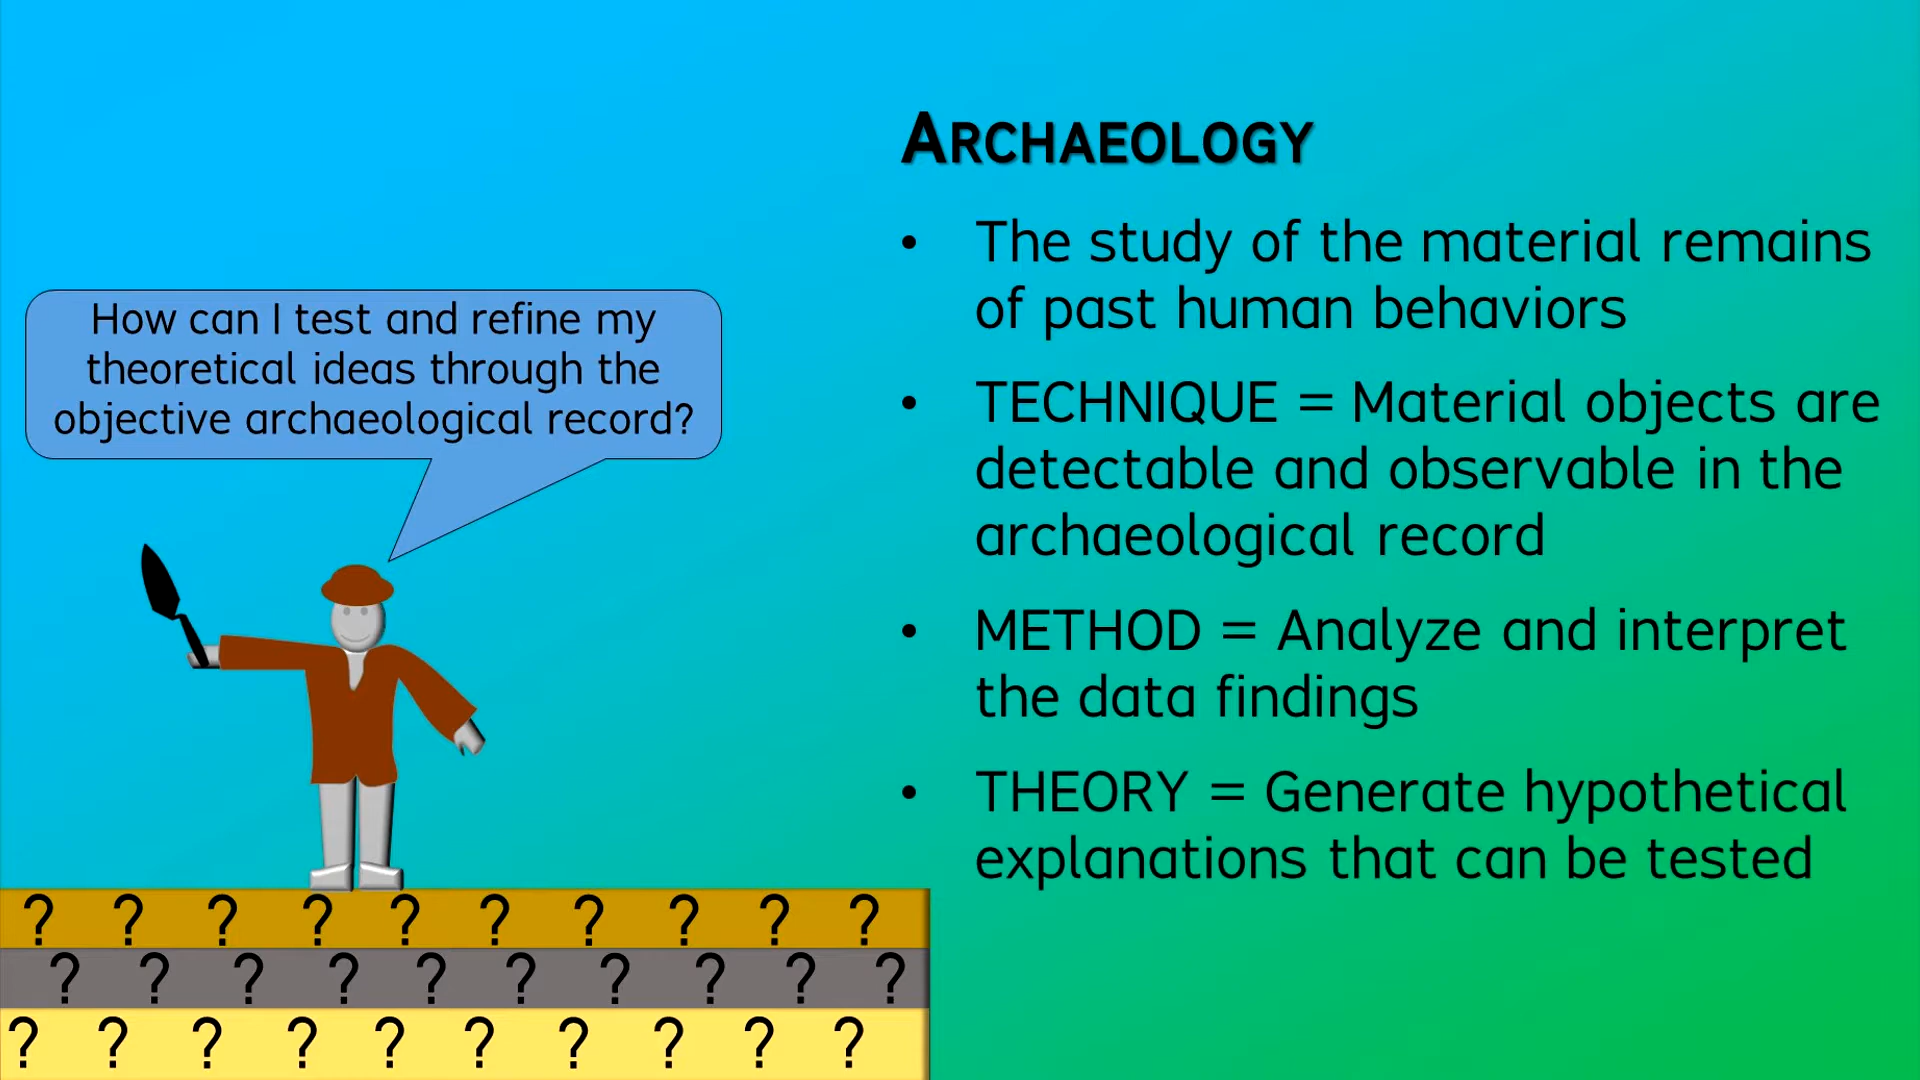 ARCHAEOLOGY
• The study of the material remains
of past human behaviors
• TECHNIQUE = Material objects are
detectable and observable in the
archaeological record
• METHOD = Analyze and interpret
the data findings
• THEORY = Generate hypothetical
explanations that can be tested
How can I test and refine my
theoretical ideas through the
objective archaeological record?
? ? ? ? ? ? ? ? ? ?
? ? ? ? ? ? ? ? ? ?
? ? ? ? ? ? ? ? ? ?